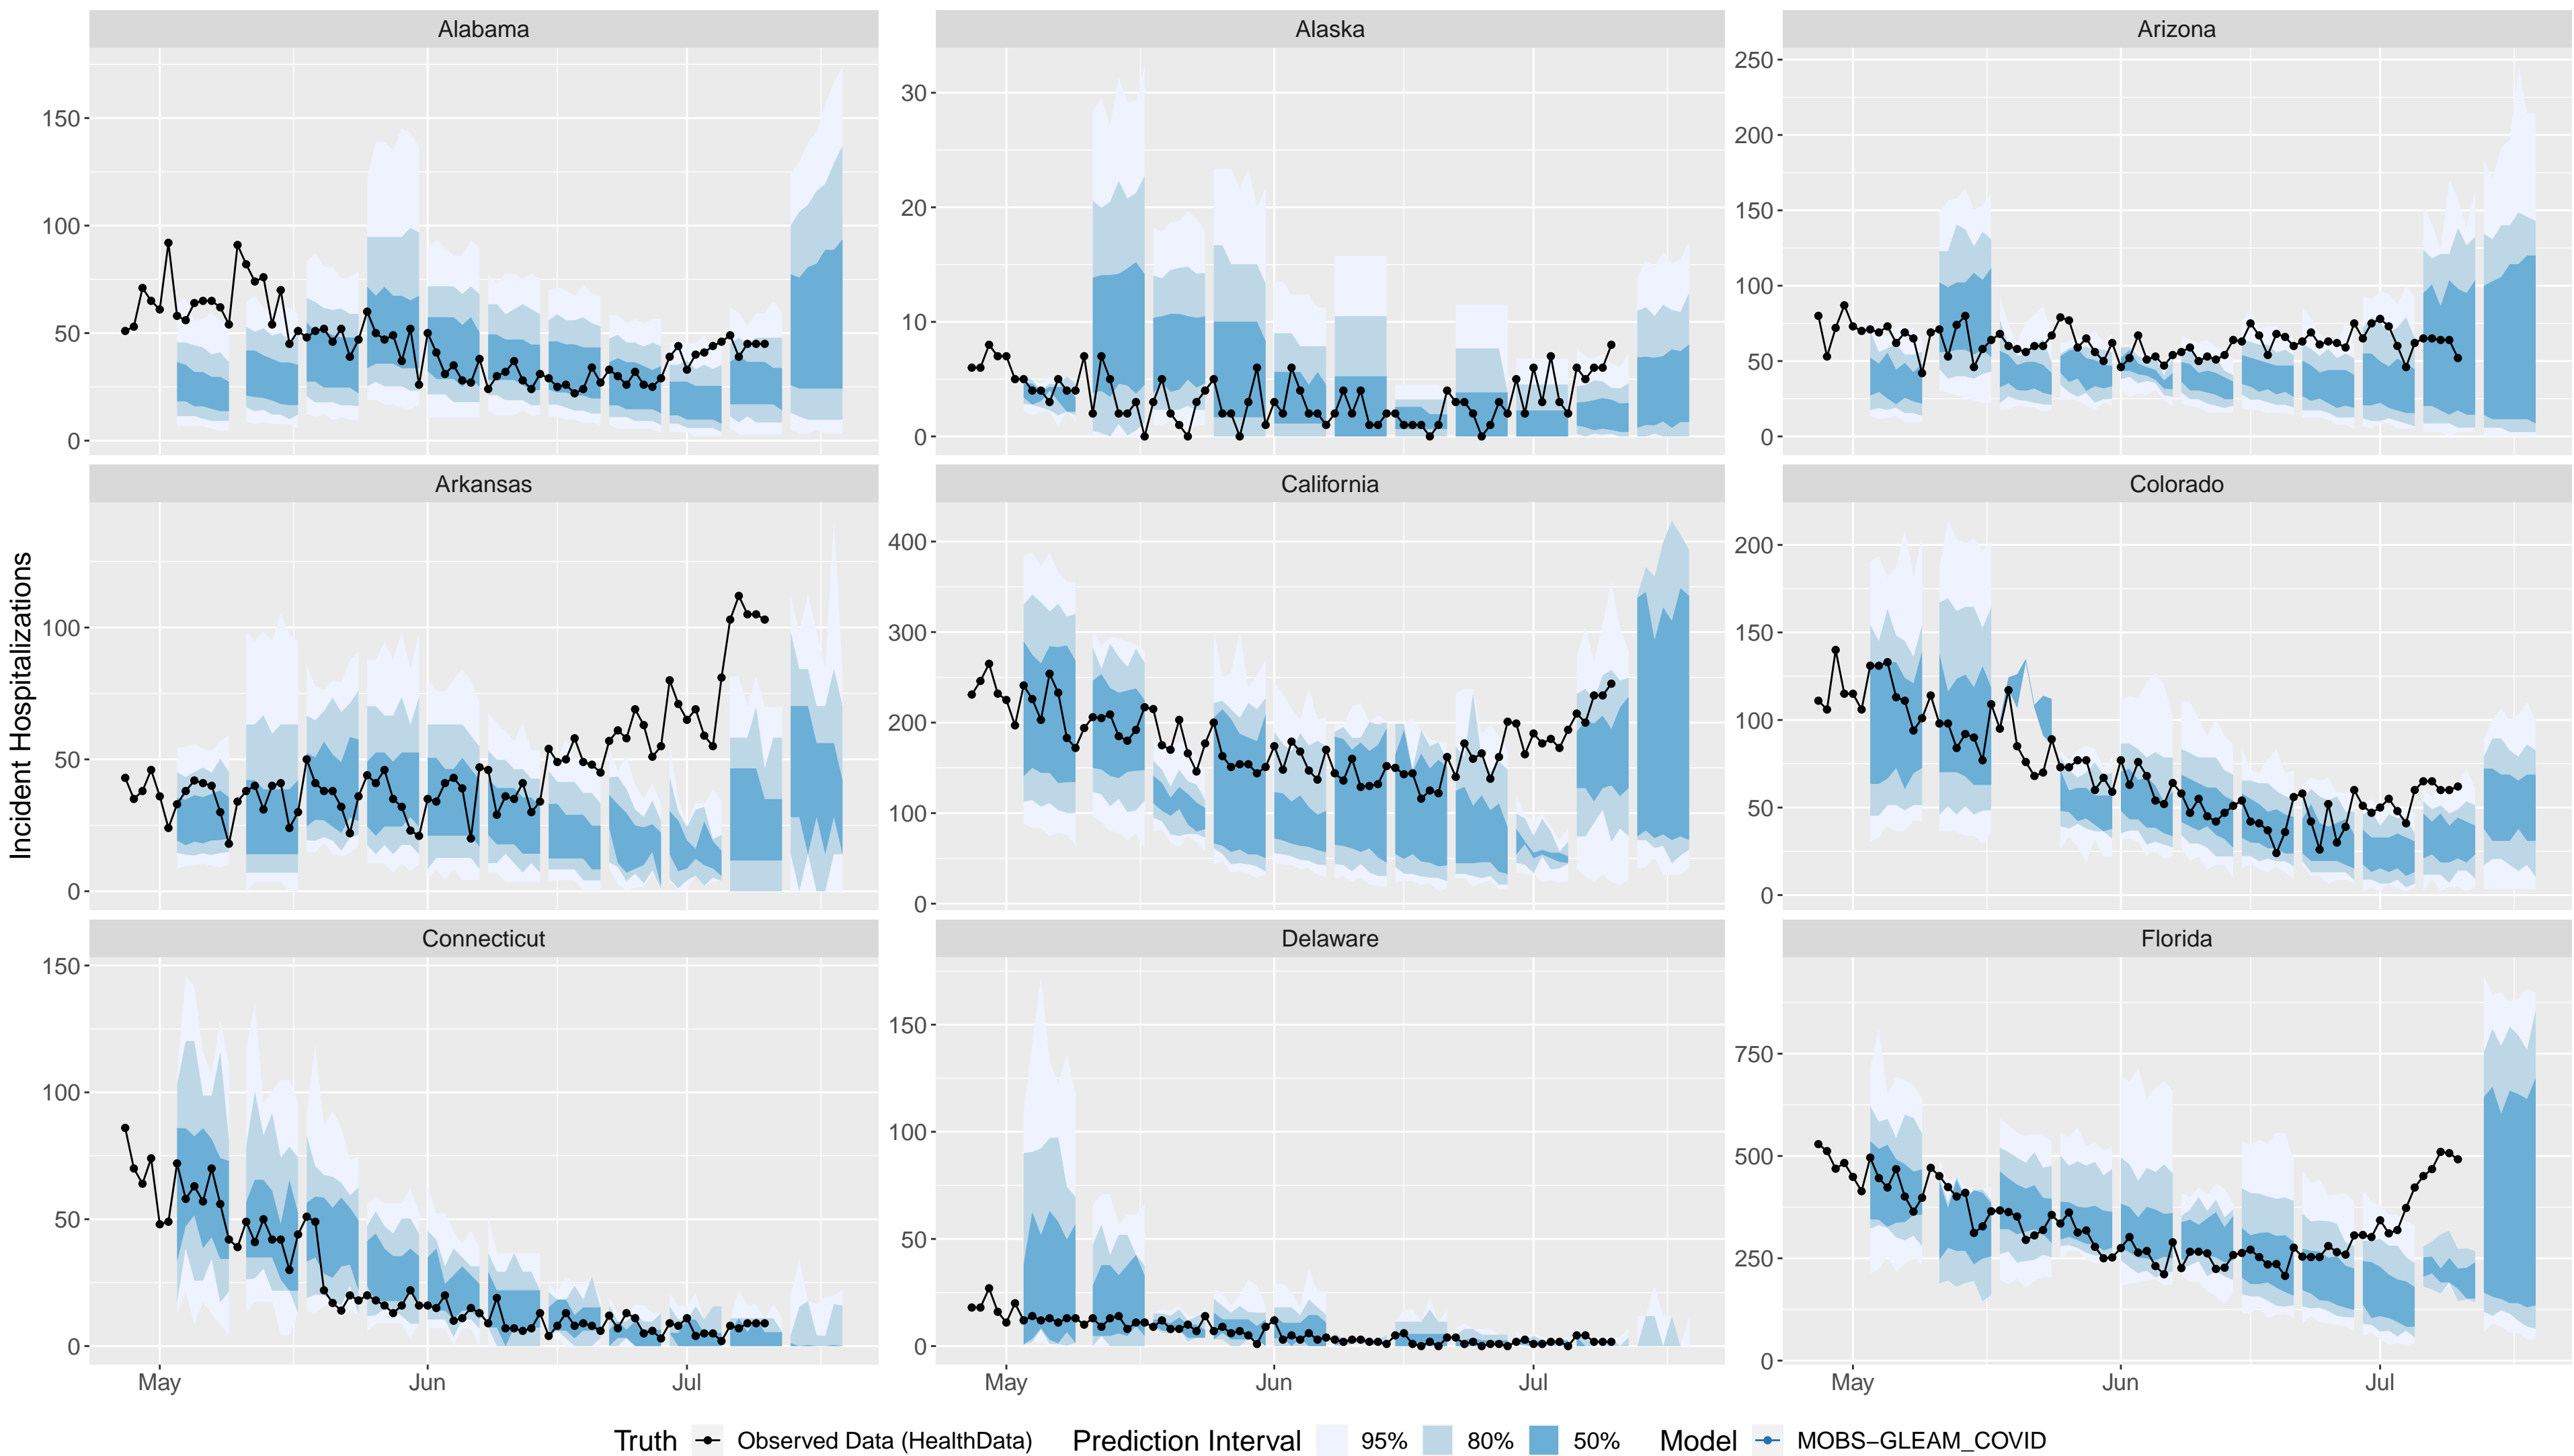 Alabama
Alaska
Arizona
150
100
50
0
30
20
10
0
250
200
150
100
50
0
Arkansas
California
Colorado
100
50
0
400
300
200
100
0
200
150
100
50
0
Connecticut
Delaware
Florida
150
100
50
0
150
100
50
0
750
500
250
0
May Jun Jul
May Jun Jul
May Jun Jul
Incident Hospitalizations
Truth Observed Data (HealthData) Prediction Interval 95% 80% 50% Model MOBS−GLEAM_COVID